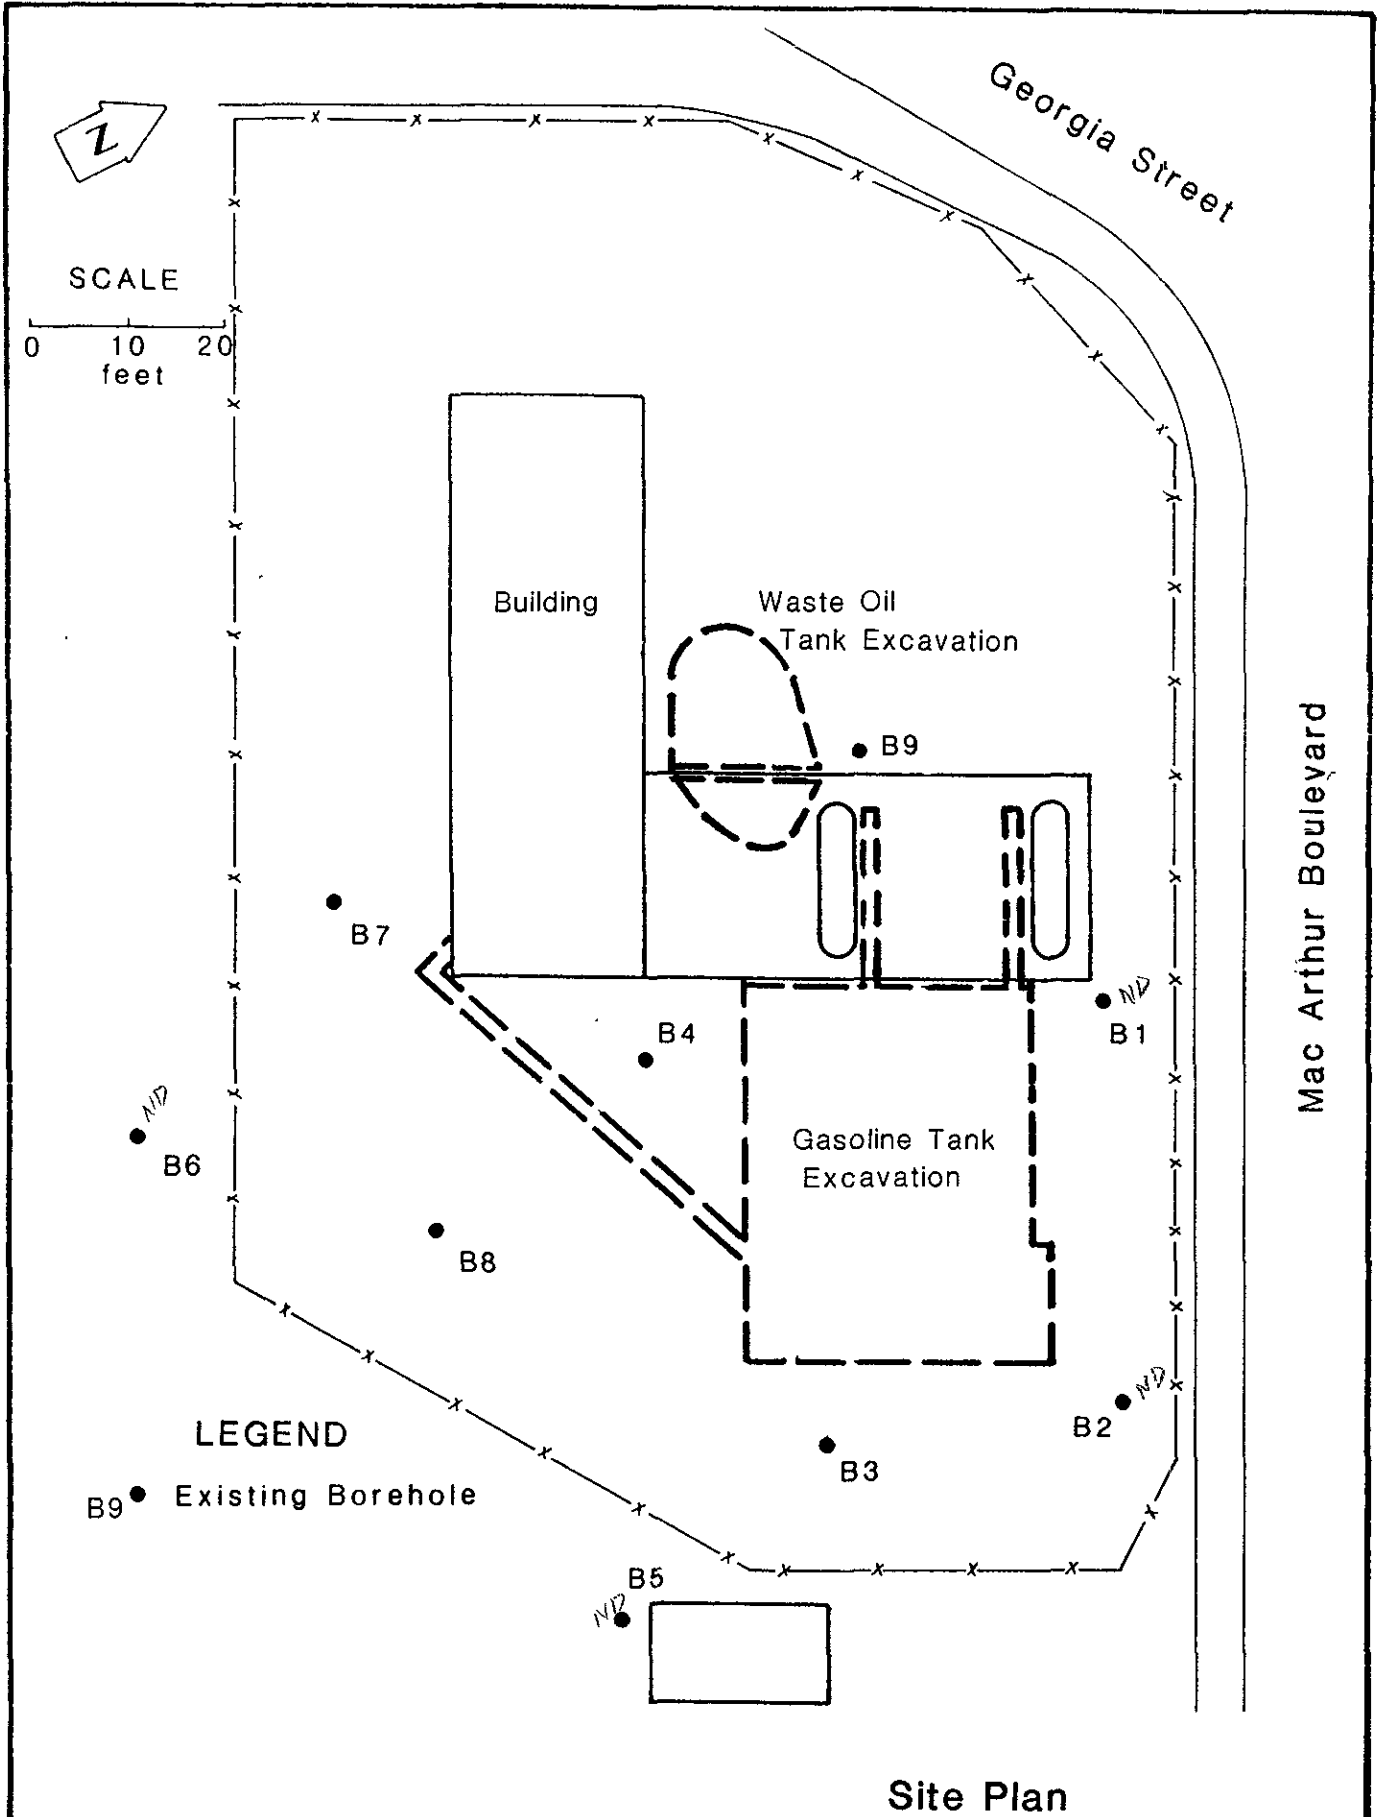 Georgia Street
N
SCALE
0 10 20
feet
Building
Waste Oil
Tank Excavation
B9
Mac Arthur Boulevard
B7
ND
B1
B4
ND
B6
Gasoline Tank
Excavation
B8
ND
B2
B3
LEGEND
B9 Existing Borehole
B5
ND
Site Plan